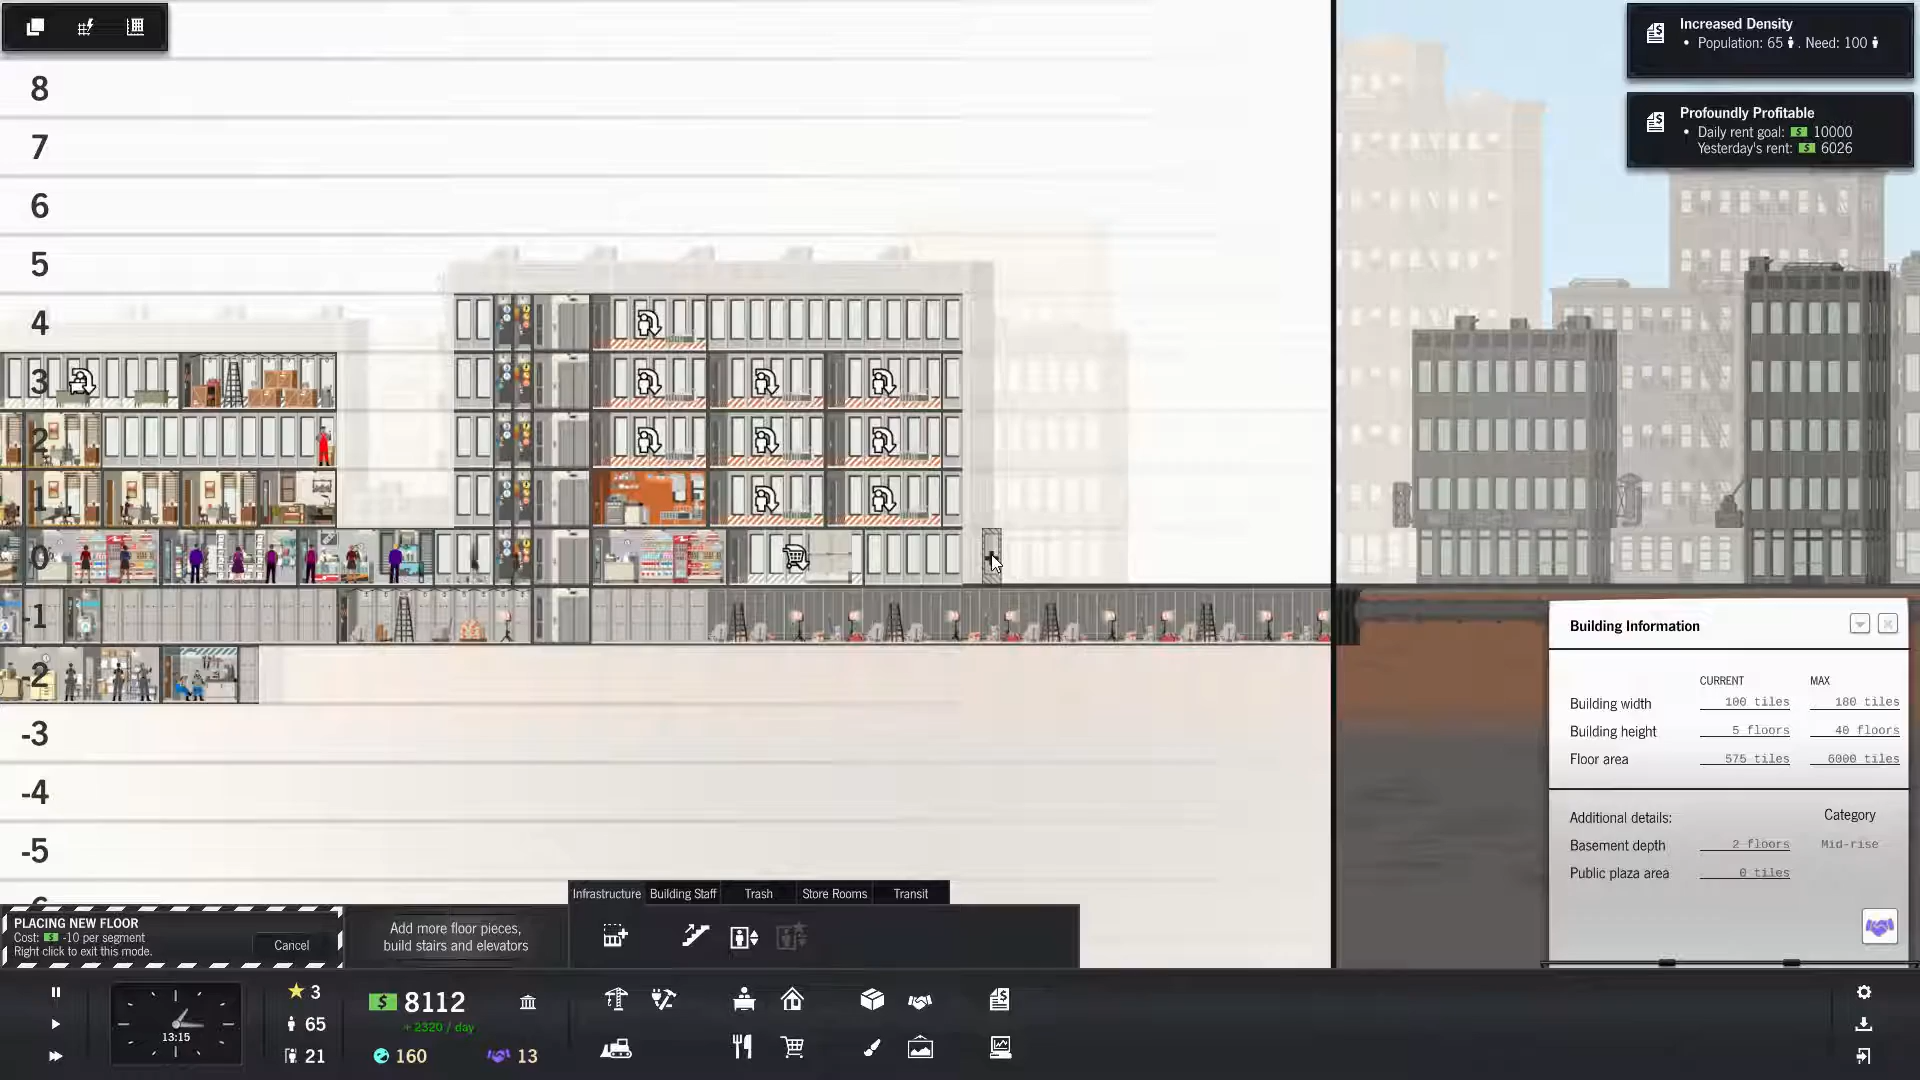 Increased Density
• Population: 65 . Need: 100
Profoundly Profitable
• Daily rent goal: $ 10000
Yesterday's rent: $ 6026
8
7
6
5
4
3
2
1
0
-1
-2
-3
-4
-5
Building Information
CURRENT MAX
Building width 100 tiles 180 tiles
Building height 5 floors 40 floors
Floor area 575 tiles 6000 tiles
Additional details: Category
Basement depth 2 floors Mid-rise
Public plaza area 0 tiles
Infrastructure Building Staff Trash Store Rooms Transit
PLACING NEW FLOOR
Cost: $ -10 per segment
Right click to exit this mode.
Cancel
Add more floor pieces,
build stairs and elevators
13:15
3
65
21
$ 8112
+ 2320 / day
160
13